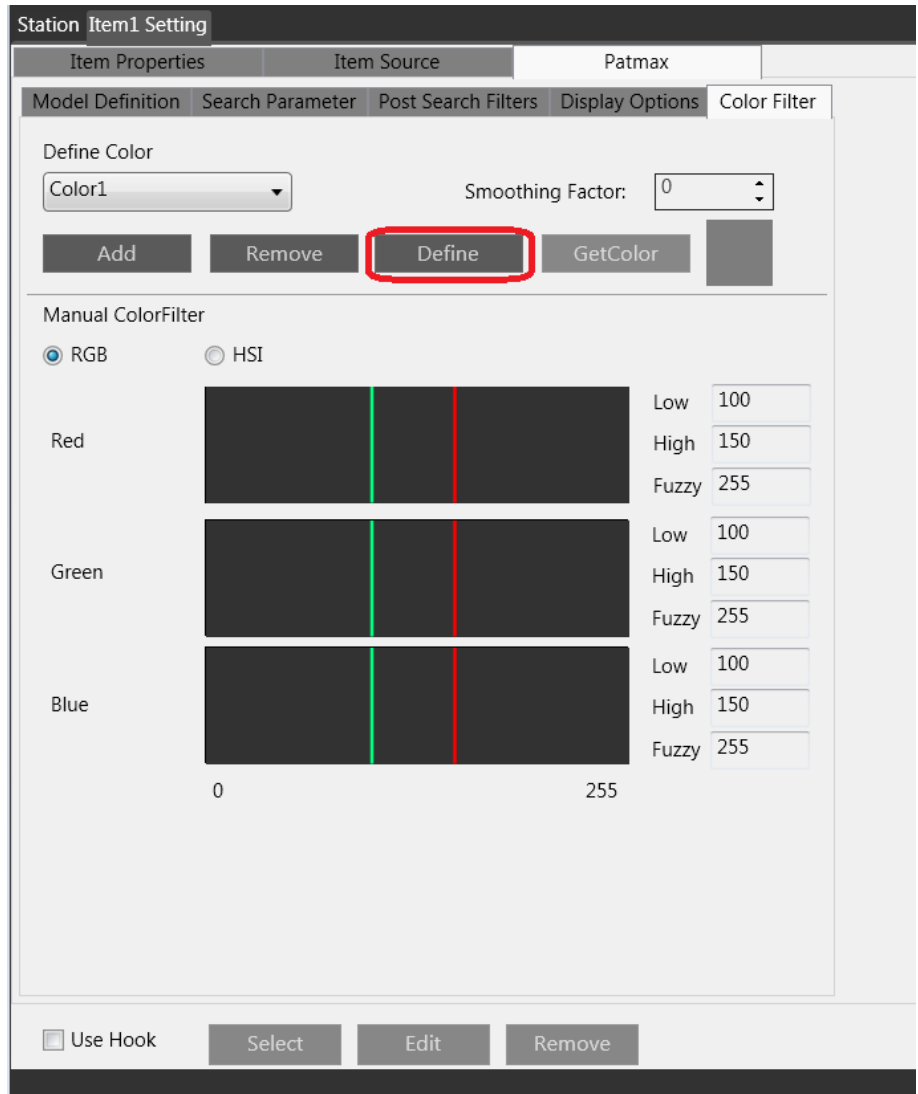 Station Item1 Setting
Item Properties Item Source Patmax
Model Definition Search Parameter Post Search Filters Display Options Color Filter
Define Color
Color1 Smoothing Factor: 0
Add Remove Define GetColor
Manual ColorFilter
RGB HSI
Low 100
Red High 150
Fuzzy 255
Low 100
Green High 150
Fuzzy 255
Low 100
Blue High 150
Fuzzy 255
0 255
Use Hook Select Edit Remove